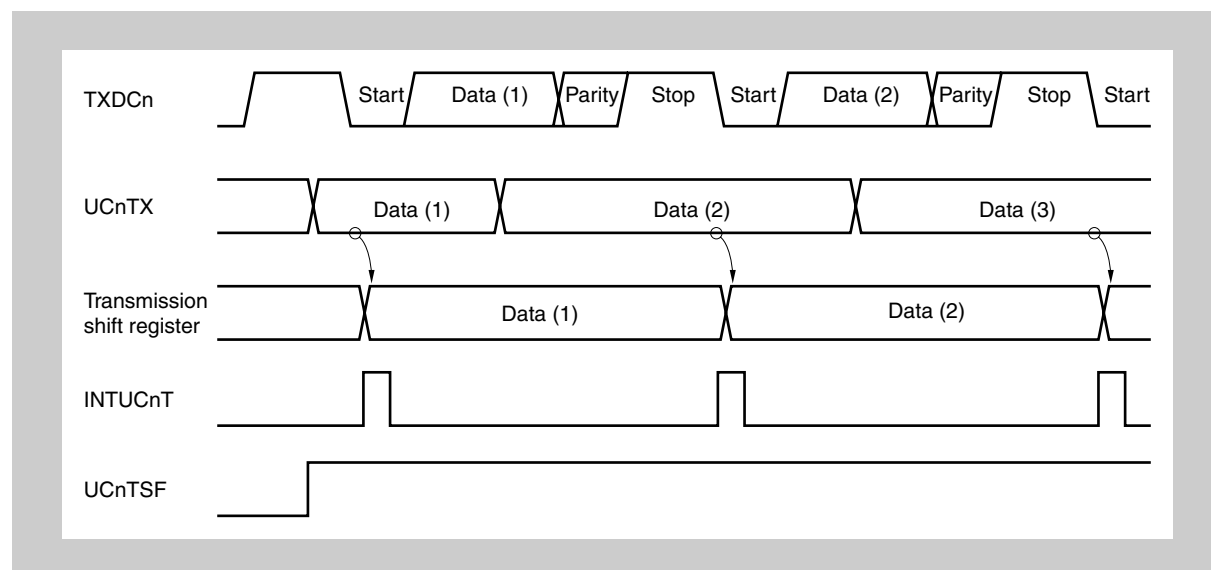 TXDCn Start Data (1) Parity Stop Start Data (2) Parity Stop Start
UCnTX Data (1) Data (2) Data (3)
Transmission
shift register Data (1) Data (2)
INTUCnT
UCnTSF